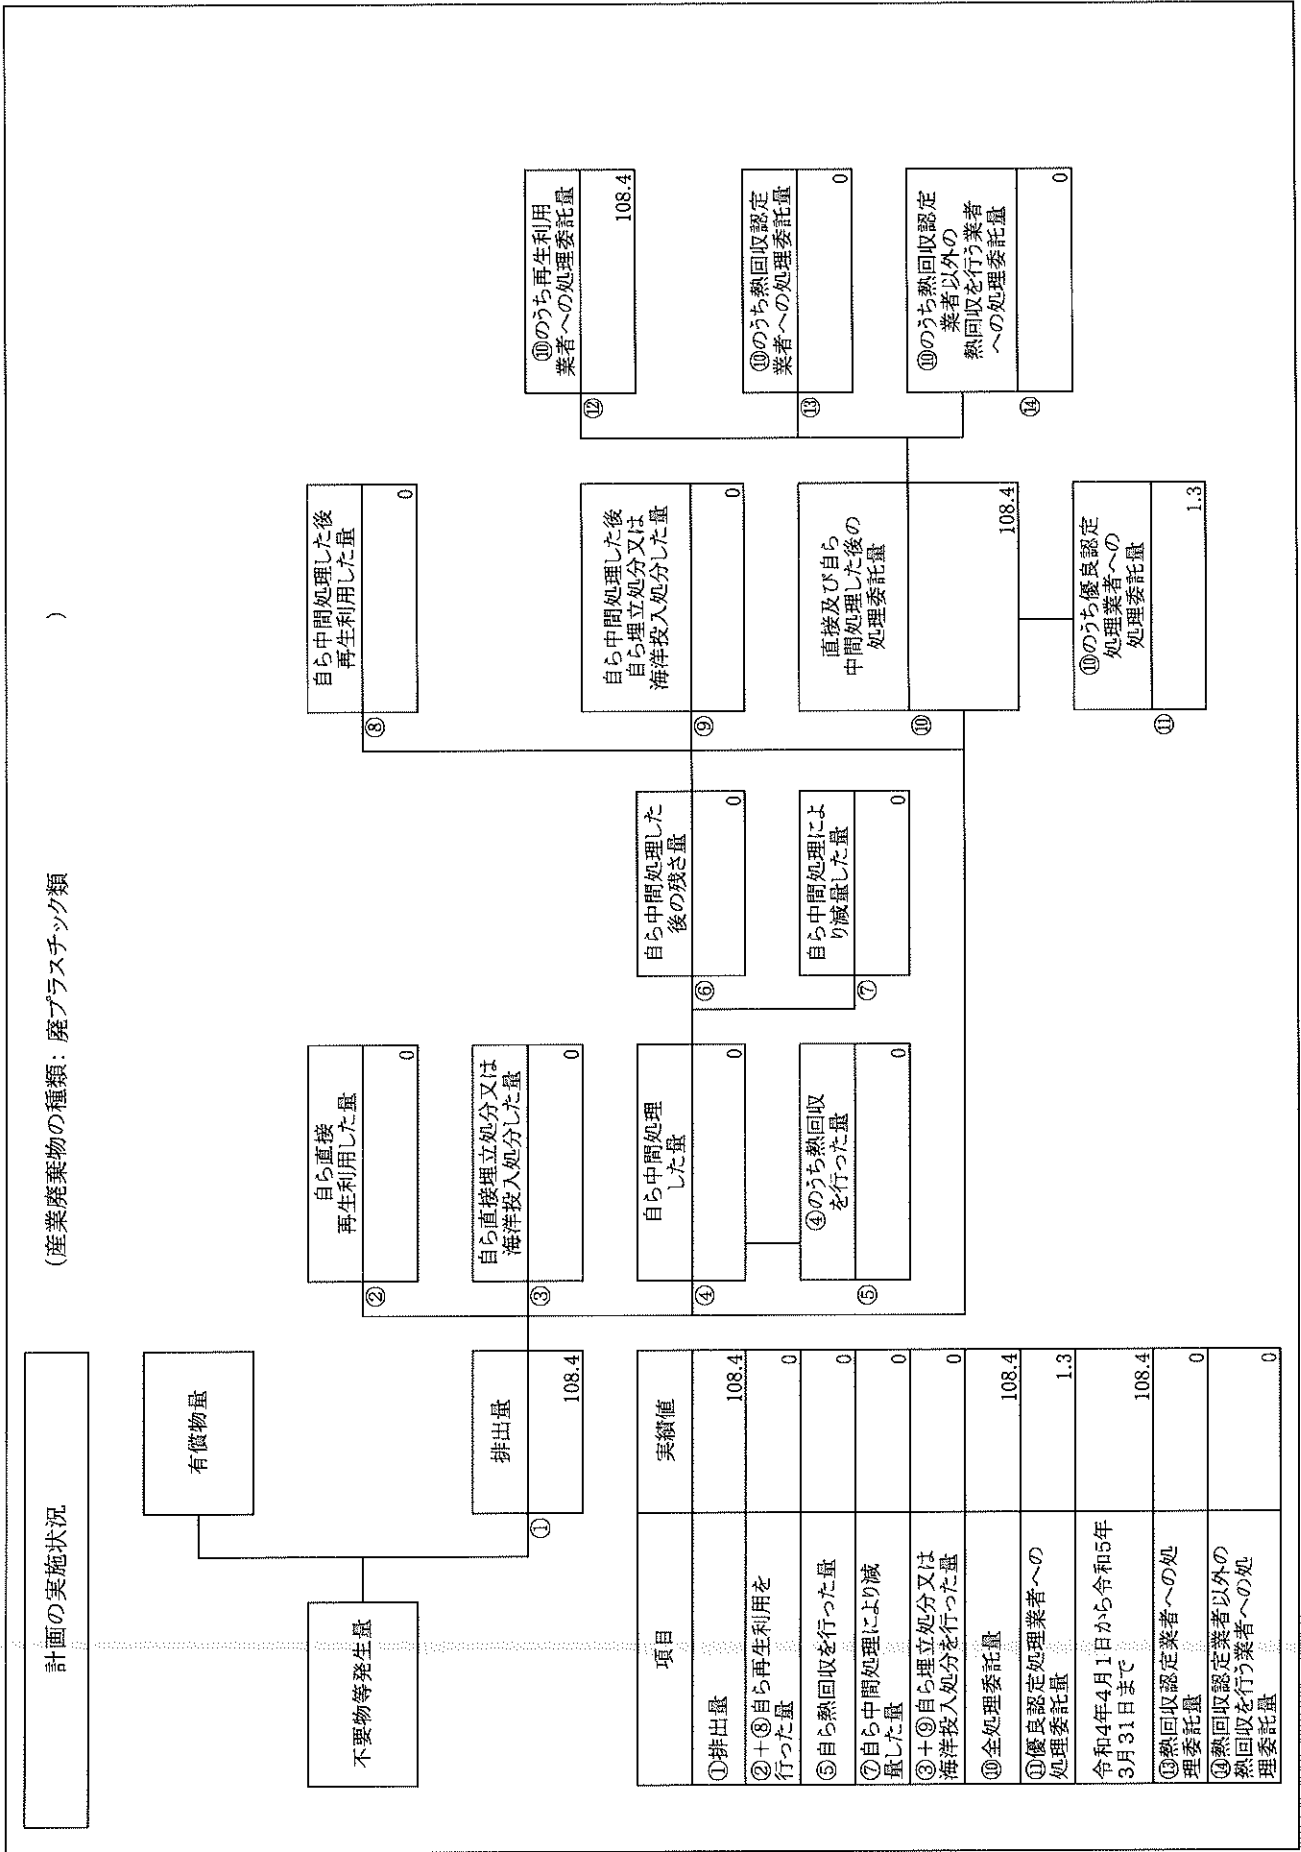 計画の実施状況
(産業廃棄物の種類: 廃プラスチック類
)
不要物等発生量
有償物量
①
排出量
108.4
②
自ら直接
再生利用した量
0
③
自ら直接埋立処分又は
海洋投入処分した量
0
④
自ら中間処理
した量
0
⑤
④のうち熱回収
を行った量
0
⑥
自ら中間処理した
後の残さ量
0
⑦
自ら中間処理によ
り減量した量
0
⑧
自ら中間処理した後
再生利用した量
0
⑨
自ら中間処理した後
自ら埋立処分又は
海洋投入処分した量
0
⑩
直接及び自ら
中間処理した後の
処理委託量
108.4
⑪
⑩のうち優良認定
処理業者への
処理委託量
1.3
⑫
⑩のうち再生利用
業者への処理委託量
108.4
⑬
⑩のうち熱回収認定
業者への処理委託量
0
⑭
⑩のうち熱回収認定
業者以外の
熱回収を行う業者
への処理委託量
0
項目
実績値
①排出量
108.4
②+⑧自ら再生利用を
行った量
0
⑤自ら熱回収を行った量
0
⑦自ら中間処理により減
量した量
0
③+⑨自ら埋立処分又は
海洋投入処分を行った量
0
⑩全処理委託量
108.4
⑪優良認定処理業者への
処理委託量
1.3
令和4年4月1日から令和5年
3月31日まで
108.4
⑬熱回収認定業者への処
理委託量
0
⑭熱回収認定業者以外の
熱回収を行う業者への処
理委託量
0